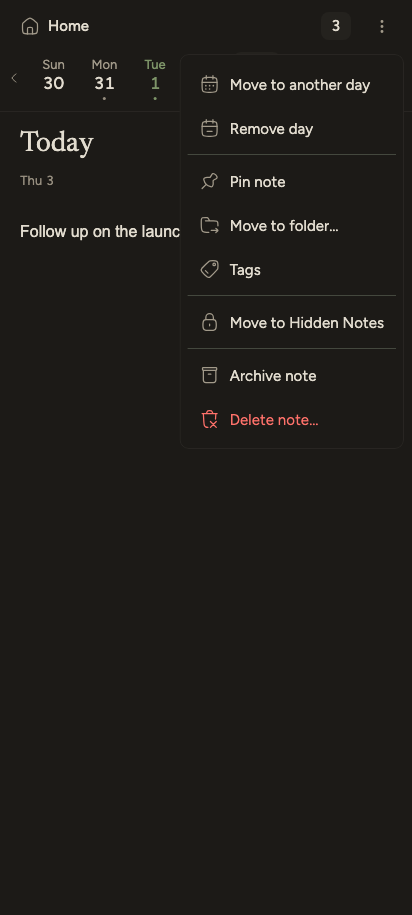 Home
3
Sun
Mon
Tue
30
31
1
Today
Thu 3
Follow up on the
Move to another day
Remove day
Pin note
Move to folder...
Tags
Move to Hidden Notes
Archive note
Delete note...